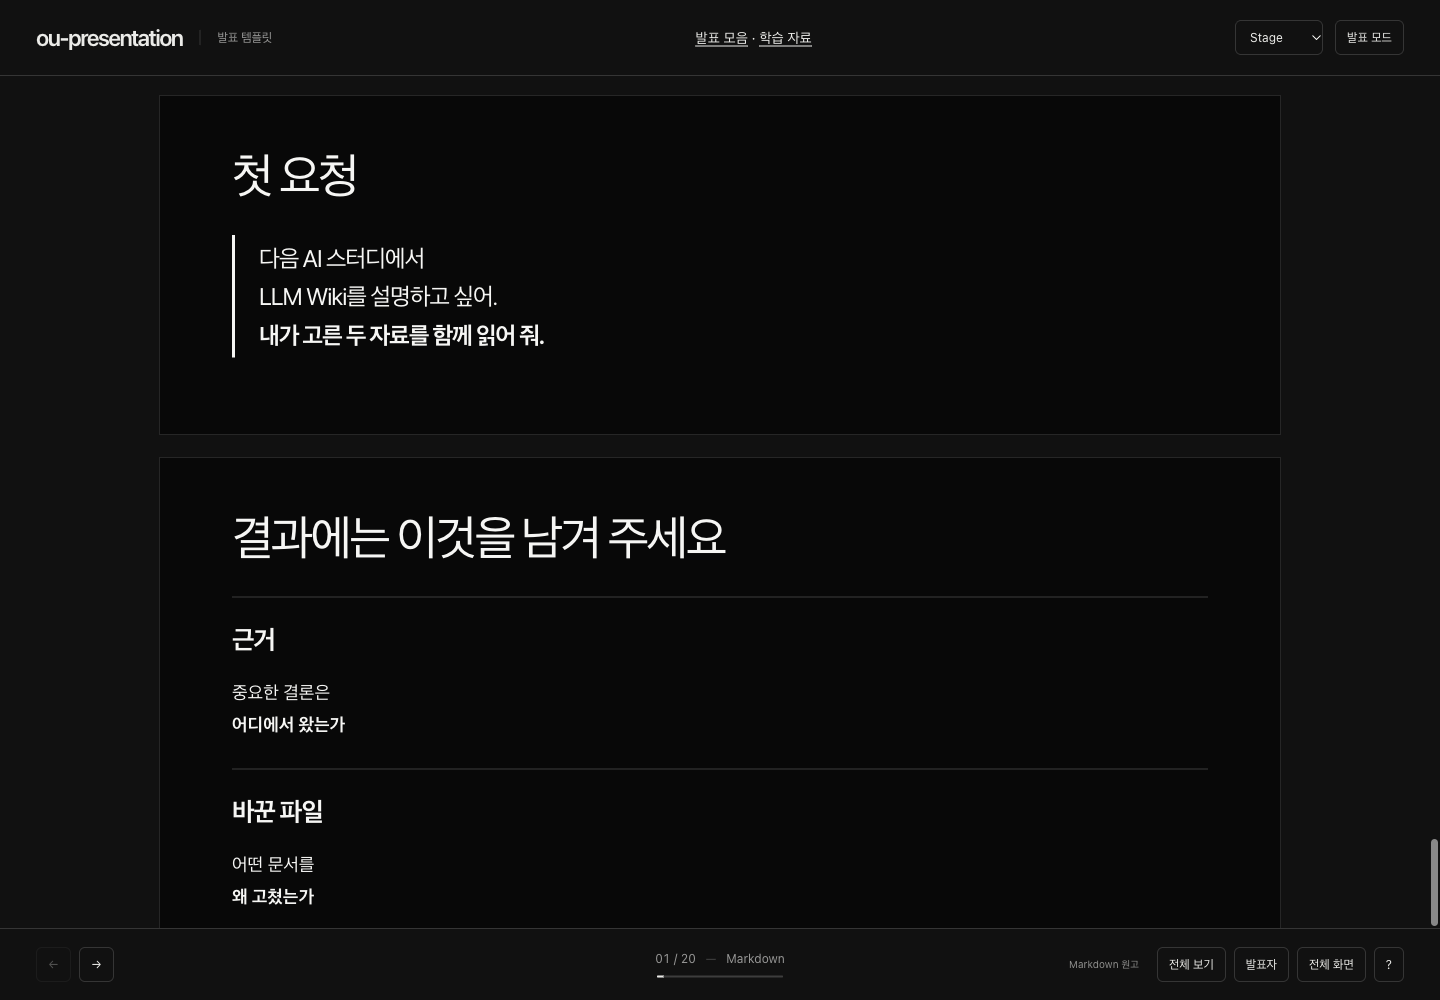 ou-presentation
발표 템플릿
발표 모음 · 학습 자료
Stage
발표 모드
첫 요청
다음 AI 스터디에서
LLM Wiki를 설명하고 싶어.
내가 고른 두 자료를 함께 읽어 줘.
결과에는 이것을 남겨 주세요
근거
중요한 결론은
어디에서 왔는가
바꾼 파일
어떤 문서를
왜 고쳤는가
←
→
01 / 20 — Markdown
Markdown 원고
전체 보기
발표자
전체 화면
?